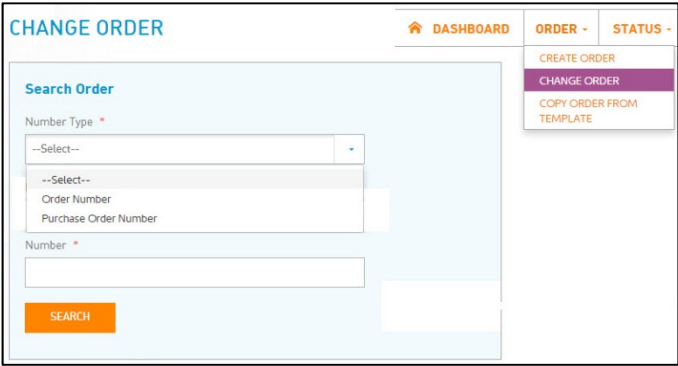 CHANGE ORDER
DASHBOARD
ORDER -
STATUS -
CREATE ORDER
CHANGE ORDER
COPY ORDER FROM
TEMPLATE
Search Order
Number Type *
--Select--
--Select--
Order Number
Purchase Order Number
Number *
SEARCH